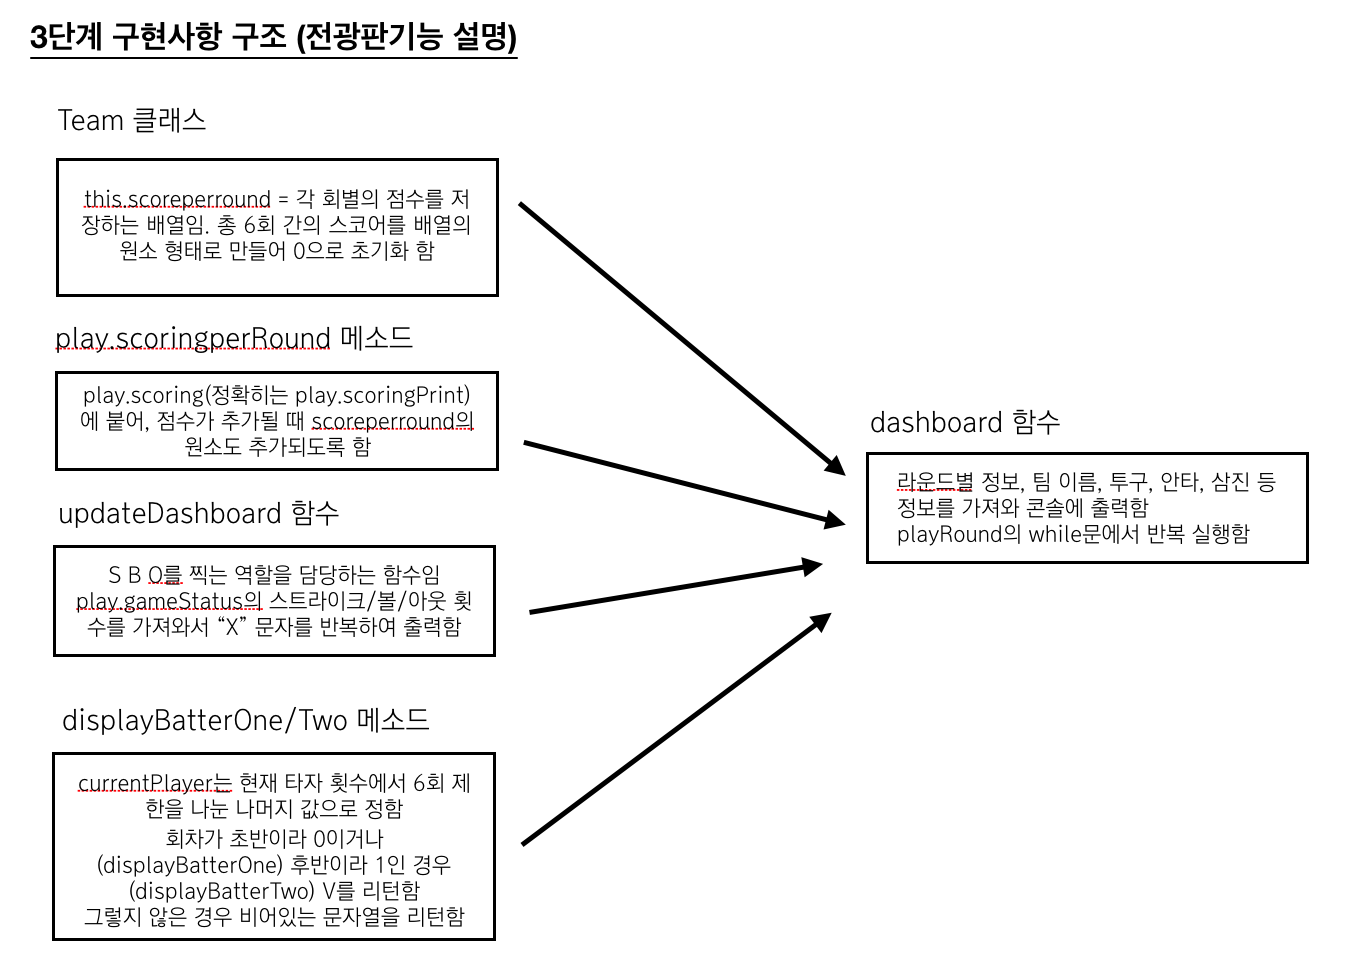 3단계 구현사항 구조 (전광판기능 설명)
Team 클래스
this.scoreperround = 각 회별의 점수를 저
장하는 배열임. 총 6회 간의 스코어를 배열의
원소 형태로 만들어 0으로 초기화 함
play.scoringperRound 메소드
play.scoring(정확히는 play.scoringPrint)
에 붙어, 점수가 추가될 때 scoreperround의
원소도 추가되도록 함
updateDashboard 함수
S B O를 찍는 역할을 담당하는 함수임
play.gameStatus의 스트라이크/볼/아웃 횟
수를 가져와서 “X” 문자를 반복하여 출력함
displayBatterOne/Two 메소드
currentPlayer는 현재 타자 횟수에서 6회 제
한을 나눈 나머지 값으로 정함
회차가 초반이라 0이거나
(displayBatterOne) 후반이라 1인 경우
(displayBatterTwo) V를 리턴함
그렇지 않은 경우 비어있는 문자열을 리턴함
dashboard 함수
라운드별 정보, 팀 이름, 투구, 안타, 삼진 등
정보를 가져와 콘솔에 출력함
playRound의 while문에서 반복 실행함